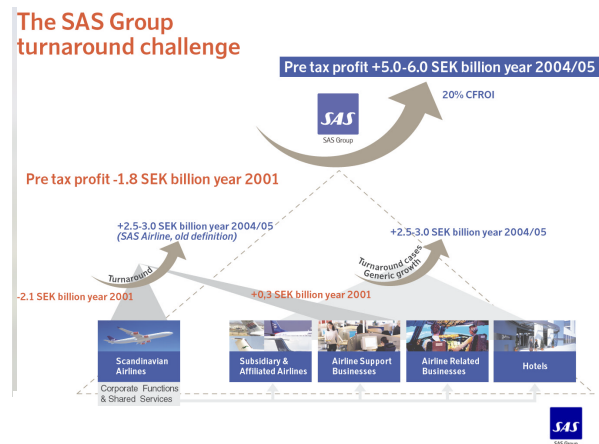 The SAS Group
turnaround challenge
Pre tax profit +5.0-6.0 SEK billion year 2004/05
20% CFROI
SAS
SAS Group
Pre tax profit -1.8 SEK billion year 2001
+2.5-3.0 SEK billion year 2004/05
(SAS Airline, old definition)
+2.5-3.0 SEK billion year 2004/05
Turnaround
Turnaround cases
Generic growth
-2.1 SEK billion year 2001
+0,3 SEK billion year 2001
Scandinavian
Airlines
Subsidiary &
Affiliated Airlines
Airline Support
Businesses
Airline Related
Businesses
Hotels
Corporate Functions
& Shared Services
SAS
SAS Group